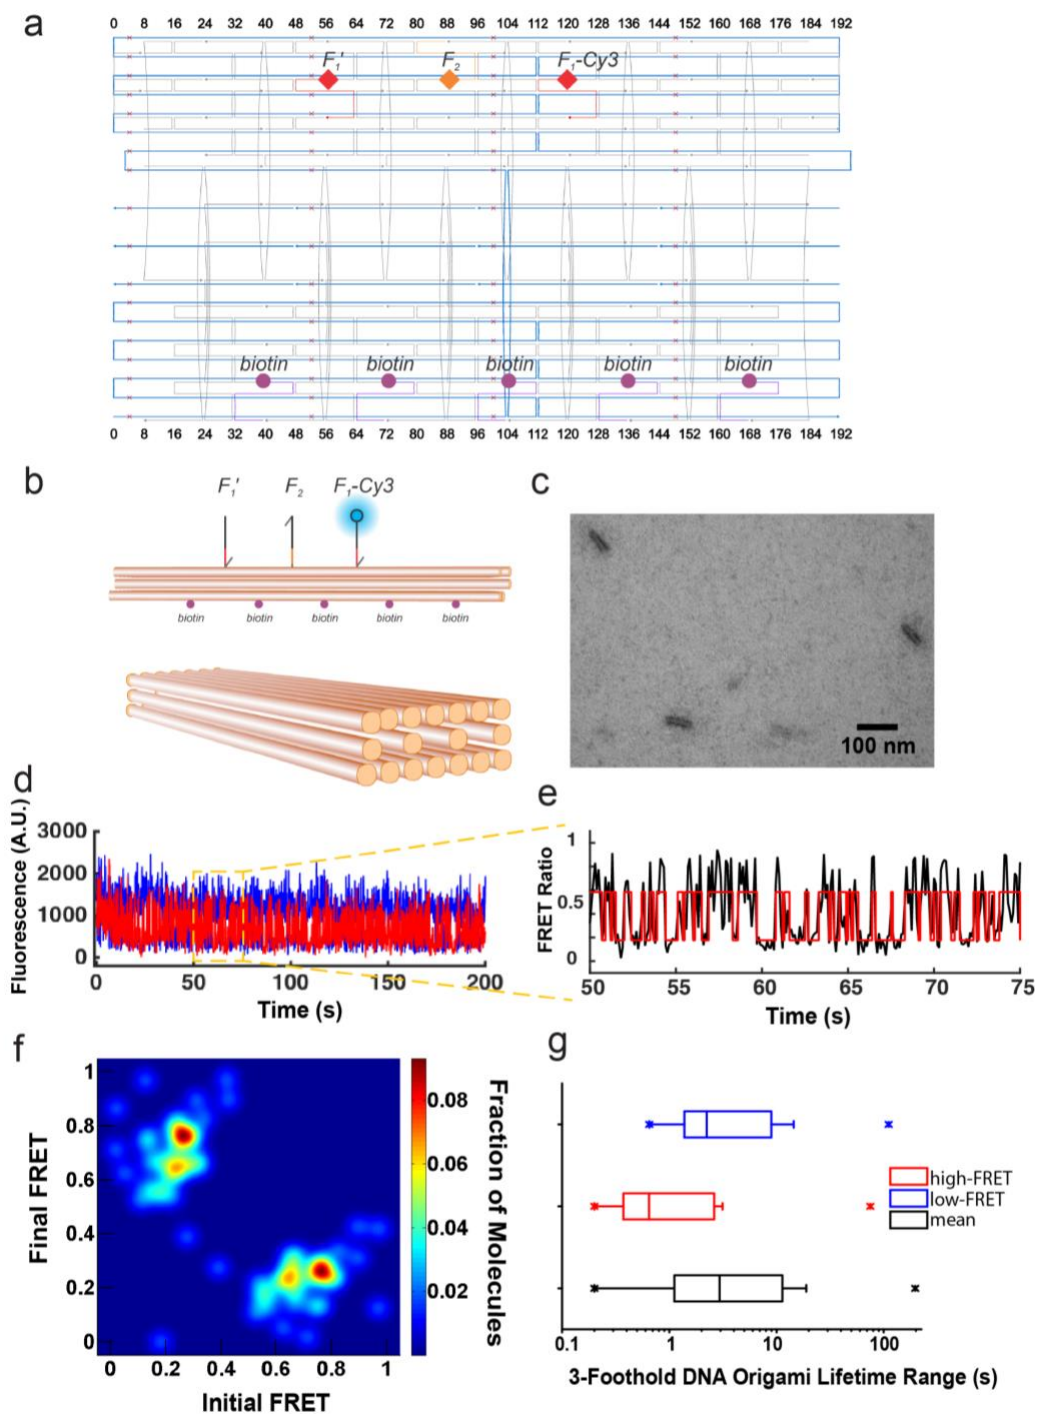 a
0 8 16 24 32 40 48 56 64 72 80 88 96 104 112 120 128 136 144 152 160 168 176 184 192
F1' F2 F1-Cy3
biotin biotin biotin biotin biotin
0 8 16 24 32 40 48 56 64 72 80 88 96 104 112 120 128 136 144 152 160 168 176 184 192
b
F1' F2 F1-Cy3
biotin biotin biotin biotin biotin
c
100 nm
d
Fluorescence (A.U.)
3000
2000
1000
0
0 50 100 150 200
Time (s)
e
FRET Ratio
1
0.5
0
50 55 60 65 70 75
Time (s)
f
Final FRET
1
0.8
0.6
0.4
0.2
0
0 0.2 0.4 0.6 0.8 1
Initial FRET
0.08
0.06
0.04
0.02
Fraction of Molecules
g
high-FRET
low-FRET
mean
0.1 1 10 100
3-Foothold DNA Origami Lifetime Range (s)